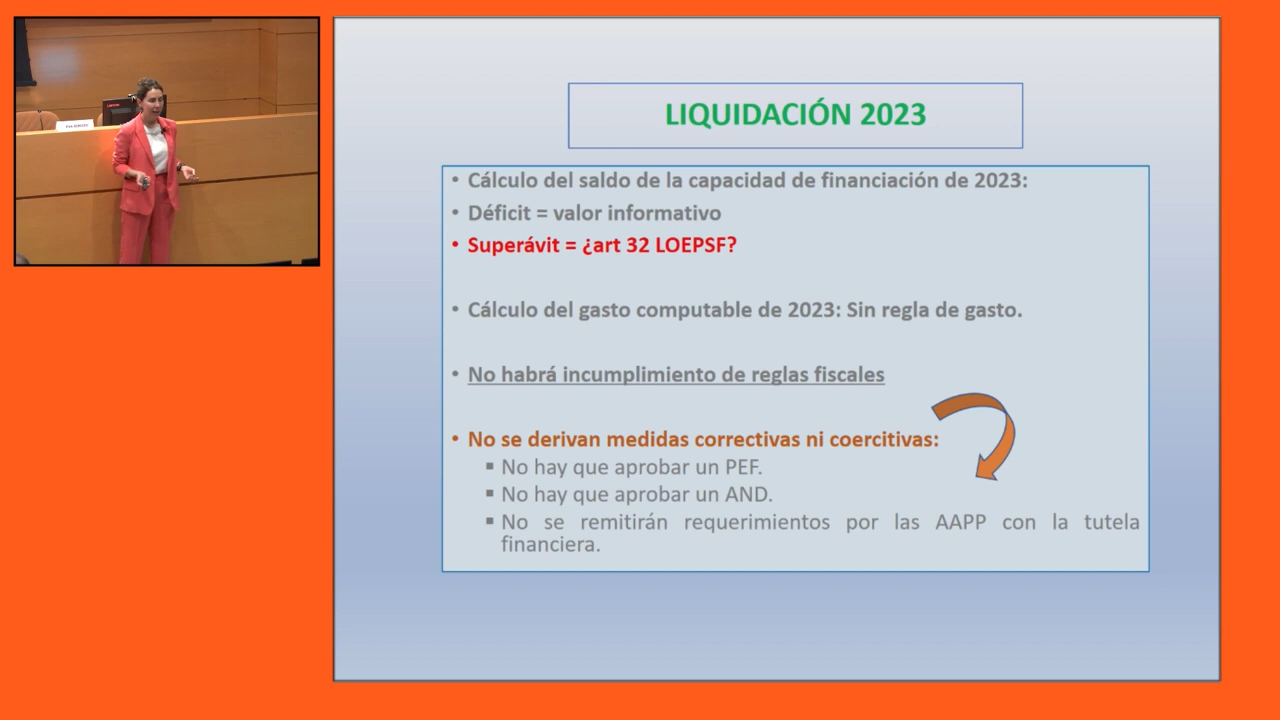 LIQUIDACIÓN 2023
• Cálculo del saldo de la capacidad de financiación de 2023:
• Déficit = valor informativo
• Superávit = ¿art 32 LOEPSF?
• Cálculo del gasto computable de 2023: Sin regla de gasto.
• No habrá incumplimiento de reglas fiscales
• No se derivan medidas correctivas ni coercitivas:
▪ No hay que aprobar un PEF.
▪ No hay que aprobar un AND.
▪ No se remitirán requerimientos por las AAPP con la tutela
financiera.